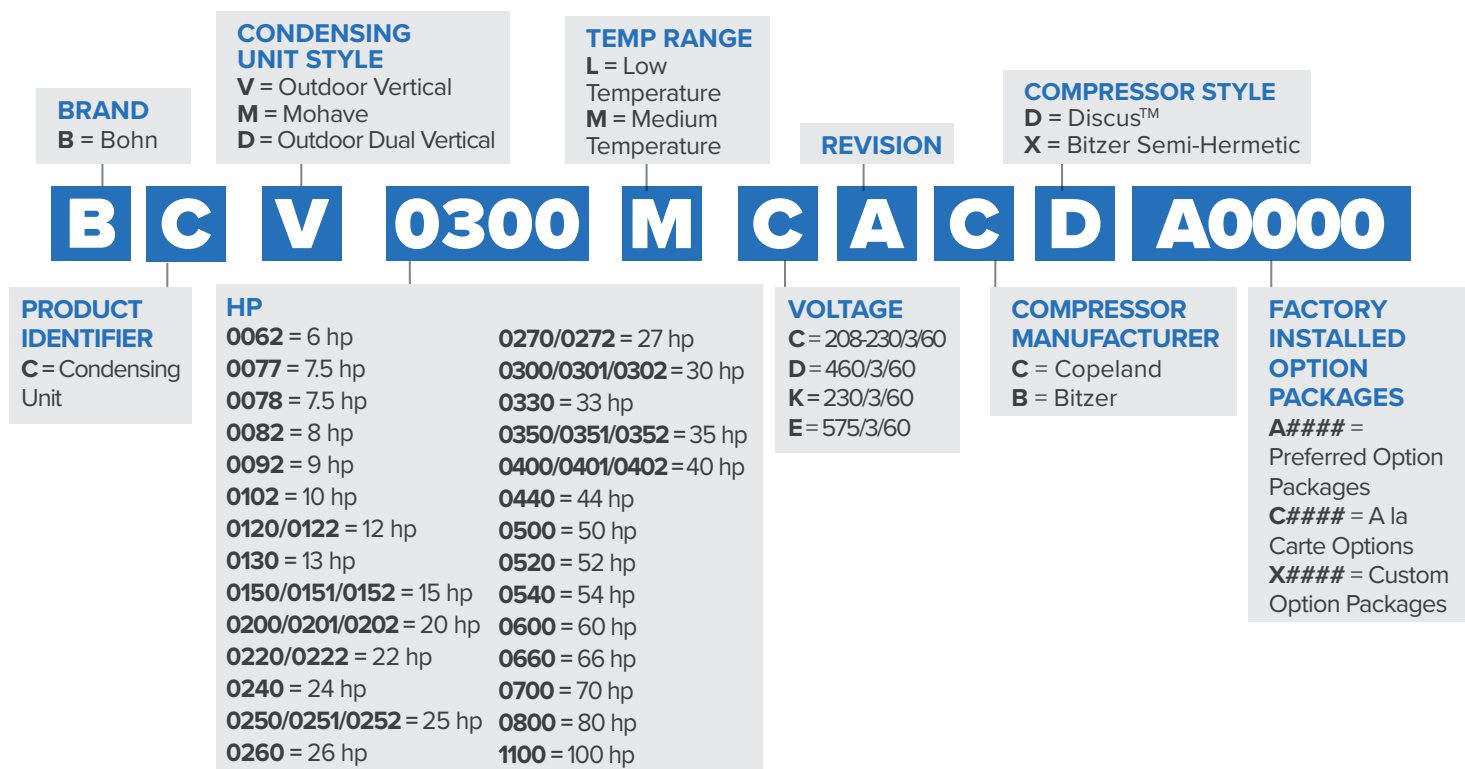 BRAND
B = Bohn
CONDENSING
UNIT STYLE
V = Outdoor Vertical
M = Mohave
D = Outdoor Dual Vertical
TEMP RANGE
L = Low
Temperature
M = Medium
Temperature
REVISION
COMPRESSOR STYLE
D = Discus™
X = Bitzer Semi-Hermetic
B C V 0300 M C A C D A0000
PRODUCT
IDENTIFIER
C = Condensing
Unit
HP
0062 = 6 hp
0077 = 7.5 hp
0078 = 7.5 hp
0082 = 8 hp
0092 = 9 hp
0102 = 10 hp
0120/0122 = 12 hp
0130 = 13 hp
0150/0151/0152 = 15 hp
0200/0201/0202 = 20 hp
0220/0222 = 22 hp
0240 = 24 hp
0250/0251/0252 = 25 hp
0260 = 26 hp
0270/0272 = 27 hp
0300/0301/0302 = 30 hp
0330 = 33 hp
0350/0351/0352 = 35 hp
0400/0401/0402 = 40 hp
0440 = 44 hp
0500 = 50 hp
0520 = 52 hp
0540 = 54 hp
0600 = 60 hp
0660 = 66 hp
0700 = 70 hp
0800 = 80 hp
1100 = 100 hp
VOLTAGE
C = 208-230/3/60
D = 460/3/60
K = 230/3/60
E = 575/3/60
COMPRESSOR
MANUFACTURER
C = Copeland
B = Bitzer
FACTORY
INSTALLED
OPTION
PACKAGES
A#### =
Preferred Option
Packages
C#### = A la
Carte Options
X#### = Custom
Option Packages